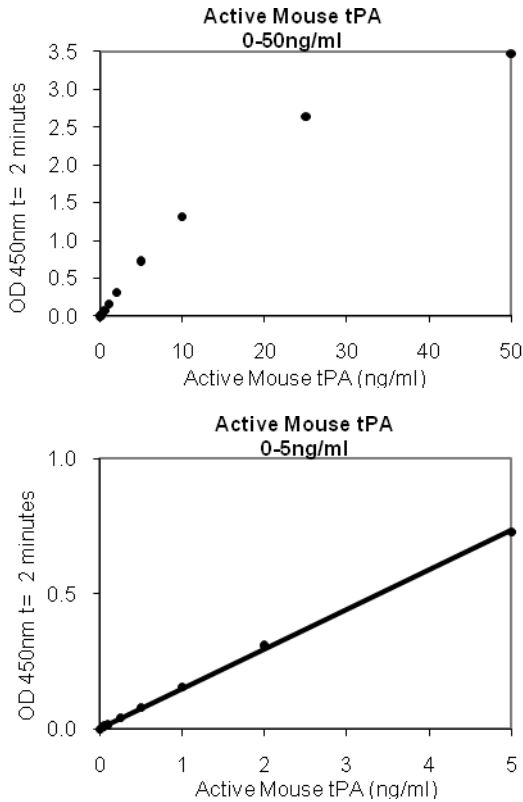 Active Mouse tPA
0-50ng/ml
OD 450nm t= 2 minutes
3.5
3.0
2.5
2.0
1.5
1.0
0.5
0.0
0 10 20 30 40 50
Active Mouse tPA (ng/ml)
Active Mouse tPA
0-5ng/ml
OD 450nm t= 2 minutes
1.0
0.5
0.0
0 1 2 3 4 5
Active Mouse tPA (ng/ml)